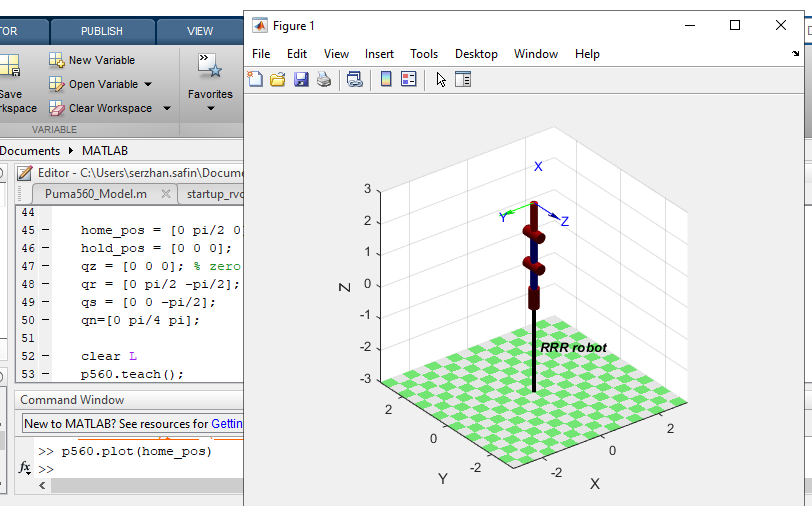 TOR PUBLISH VIEW
Figure 1
File Edit View Insert Tools Desktop Window Help
New Variable
Save
Workspace
Open Variable
Clear Workspace
Favorites
VARIABLE
Documents MATLAB
Editor - C:\Users\serzhan.safin\Docume
Puma560_Model.m startup_rvc
44
45 - home_pos = [0 pi/2 0]
46 - hold_pos = [0 0 0];
47 - qz = [0 0 0]; % zero
48 - qr = [0 pi/2 -pi/2];
49 - qs = [0 0 -pi/2];
50 - qn=[0 pi/4 pi];
51
52 - clear L
53 - p560.teach();
Command Window
New to MATLAB? See resources for Gettin
>> p560.plot(home_pos)
fx >>
X
Y
Z
RRR robot
3
2
1
0
-1
-2
-3
Z
2
0
-2
Y
-2
0
2
X